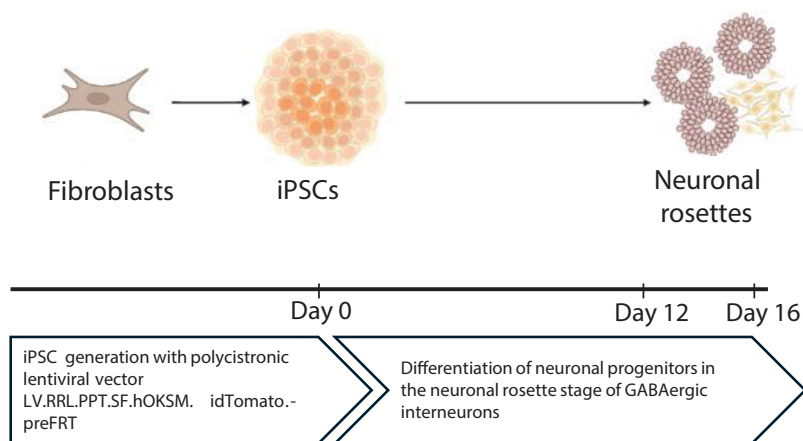 Fibroblasts
iPSCs
Neuronal
rosettes
Day 0
Day 12
Day 16
iPSC generation with polycistronic
lentiviral vector
LV.RRL.PPT.SF.hOKSM. idTomato.-
preFRT
Differentiation of neuronal progenitors in
the neuronal rosette stage of GABAergic
interneurons